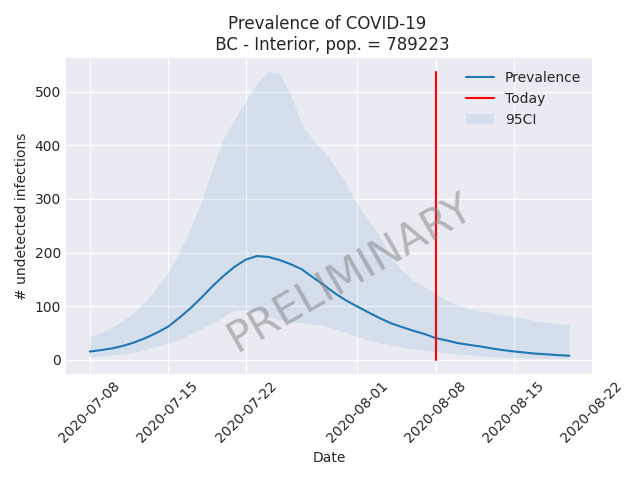 Prevalence of COVID-19
BC - Interior, pop. = 789223
Prevalence
Today
95CI
# undetected infections
500
400
300
200
100
0
PRELIMINARY
2020-07-08
2020-07-15
2020-07-22
2020-08-01
2020-08-08
2020-08-15
2020-08-22
Date